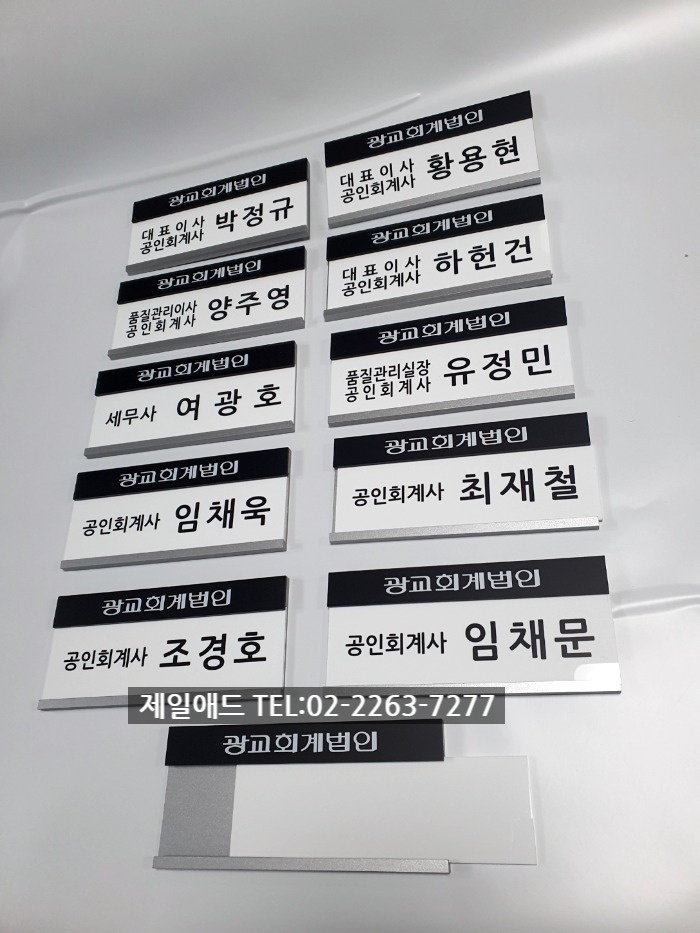 광교회계법인
대표이사
공인회계사
박정규
광교회계법인
대표이사
공인회계사
황용현
광교회계법인
품질관리이사
공인회계사
양주영
광교회계법인
대표이사
공인회계사
하헌건
광교회계법인
세무사 여광호
광교회계법인
품질관리실장
공인회계사
유정민
광교회계법인
공인회계사 임채욱
광교회계법인
공인회계사 최재철
광교회계법인
공인회계사 조경호
광교회계법인
공인회계사 임채문
제일애드 TEL:02-2263-7277
광교회계법인